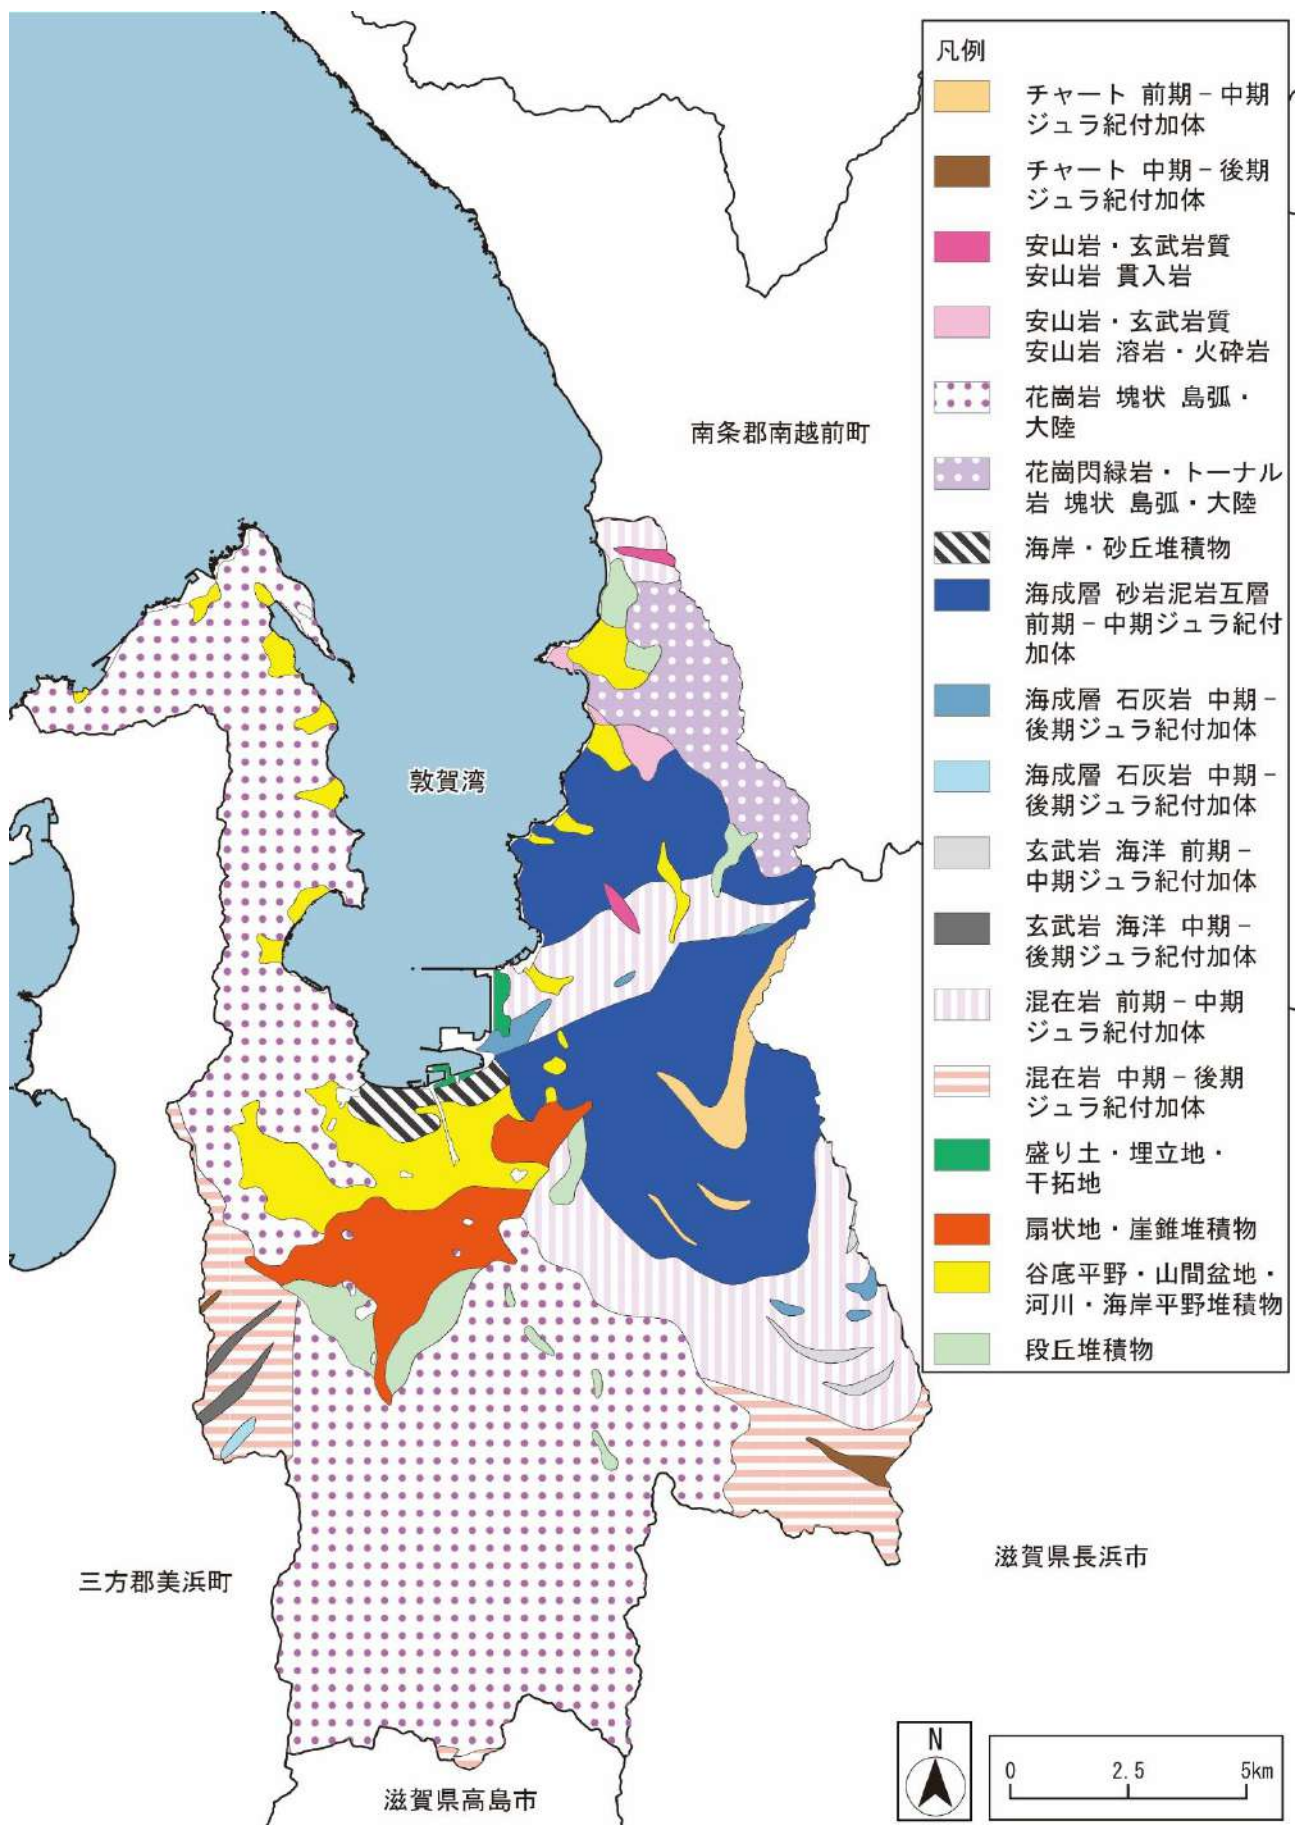 凡例
チャート 前期－中期
ジュラ紀付加体
チャート 中期－後期
ジュラ紀付加体
安山岩・玄武岩質
安山岩 貫入岩
安山岩・玄武岩質
安山岩 溶岩・火砕岩
花崗岩 塊状 島弧・
大陸
花崗閃緑岩・トーナル
岩 塊状 島弧・大陸
海岸・砂丘堆積物
海成層 砂岩泥岩互層
前期－中期ジュラ紀付
加体
海成層 石灰岩 中期－
後期ジュラ紀付加体
海成層 石灰岩 中期－
後期ジュラ紀付加体
玄武岩 海洋 前期－
中期ジュラ紀付加体
玄武岩 海洋 中期－
後期ジュラ紀付加体
混在岩 前期－中期
ジュラ紀付加体
混在岩 中期－後期
ジュラ紀付加体
盛り土・埋立地・
干拓地
扇状地・崖錐堆積物
谷底平野・山間盆地・
河川・海岸平野堆積物
段丘堆積物
南条郡南越前町
敦賀湾
三方郡美浜町
滋賀県長浜市
滋賀県高島市
N
0 2.5 5km